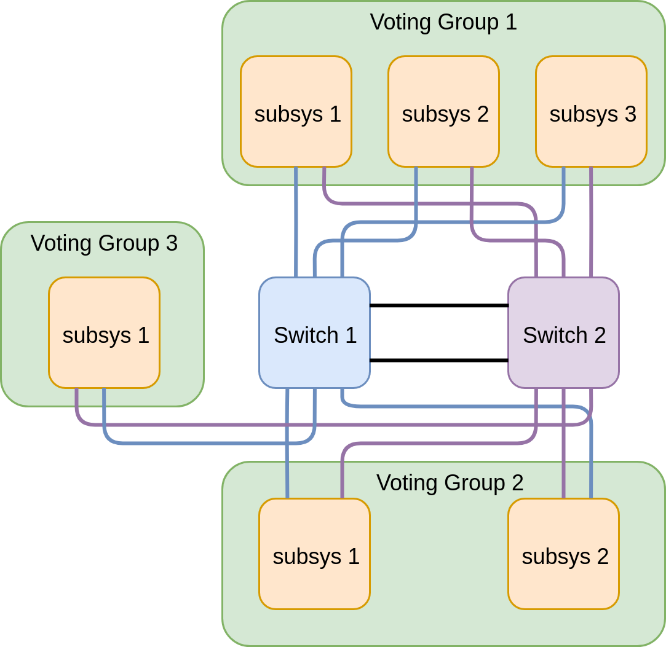 Voting Group 1
subsys 1
subsys 2
subsys 3
Voting Group 3
subsys 1
Switch 1
Switch 2
Voting Group 2
subsys 1
subsys 2